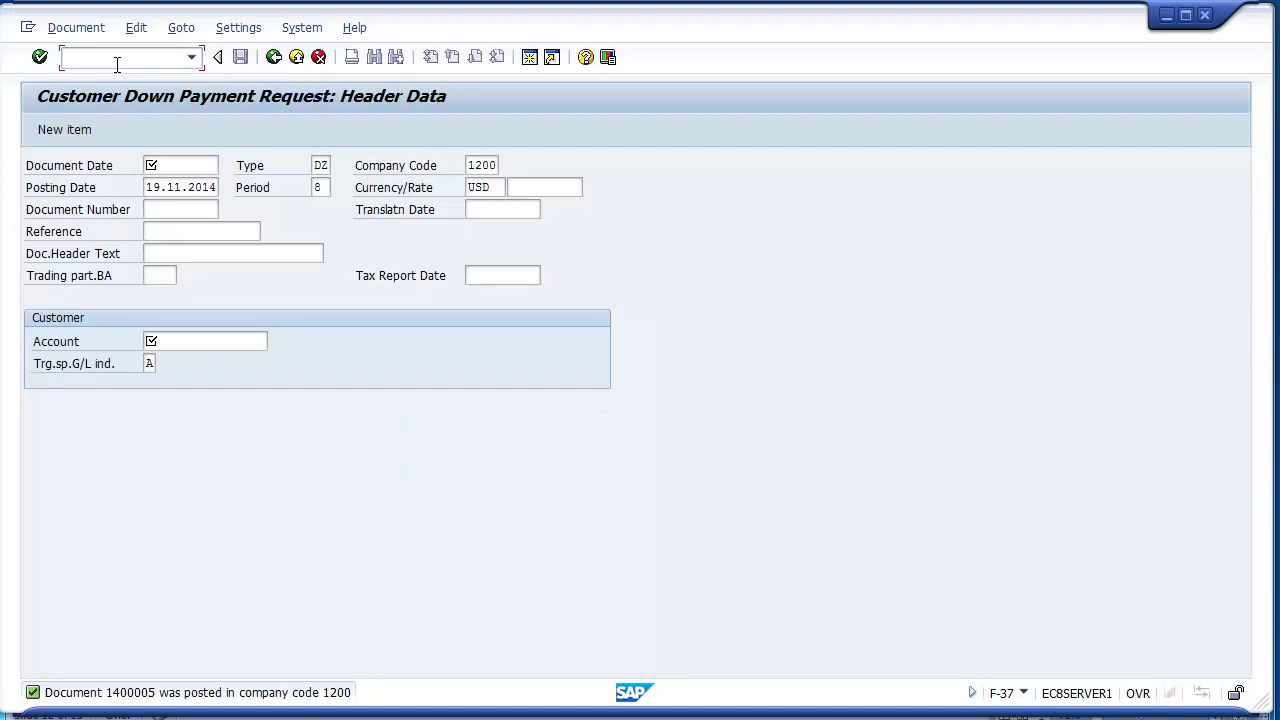 Document Edit Goto Settings System Help
Customer Down Payment Request: Header Data
New item
Document Date Type DZ Company Code 1200
Posting Date 19.11.2014 Period 8 Currency/Rate USD
Document Number Translatn Date
Reference
Doc.Header Text
Trading part.BA Tax Report Date
Customer
Account
Trg.sp.G/L ind. A
Document 1400005 was posted in company code 1200 SAP F-37 EC8SERVER1 OVR